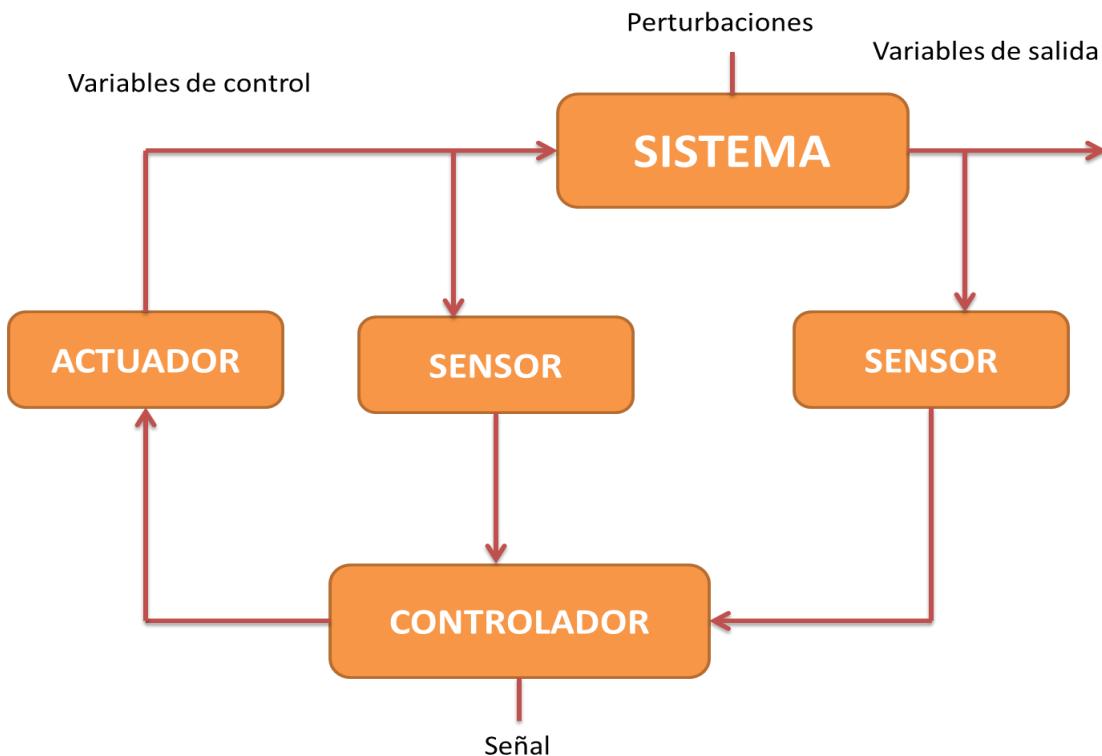 Perturbaciones
Variables de salida
Variables de control
SISTEMA
ACTUADOR
SENSOR
SENSOR
CONTROLADOR
Señal